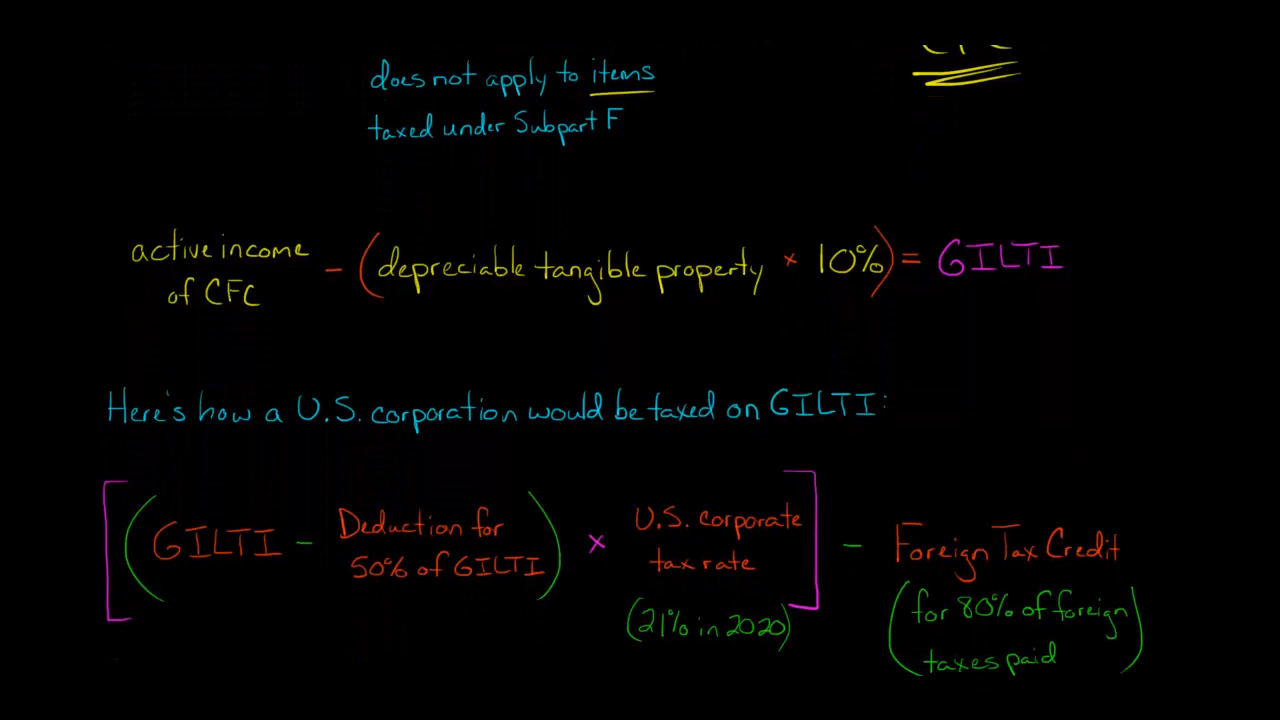 does not apply to items
taxed under Subpart F
active income
of CFC
- (depreciable tangible property × 10%) = GILTI
Here's how a U.S. corporation would be taxed on GILTI:
[(GILTI - Deduction for
50% of GILTI)
× U.S. corporate
tax rate]
(21% in 2020)
- Foreign Tax Credit
(for 80% of foreign
taxes paid)